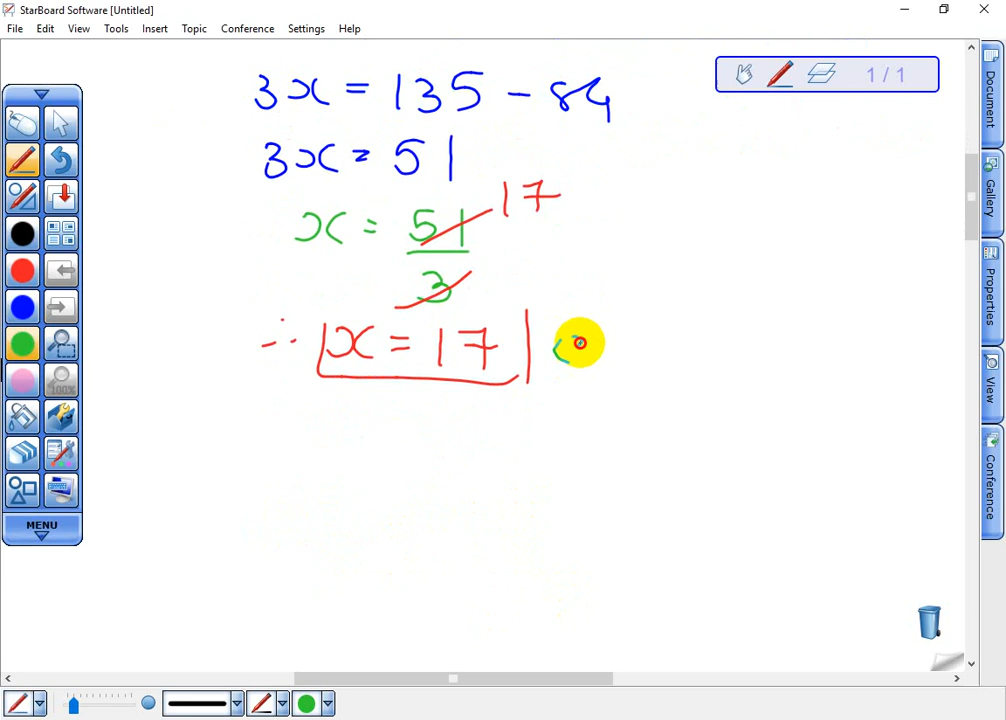 StarBoard Software [Untitled]
File Edit View Tools Insert Topic Conference Settings Help
3x = 135 - 84
3x = 51
17
x = 51
3
∴ x = 17
1 / 1
Document
Gallery
Properties
View
Conference
100%
MENU